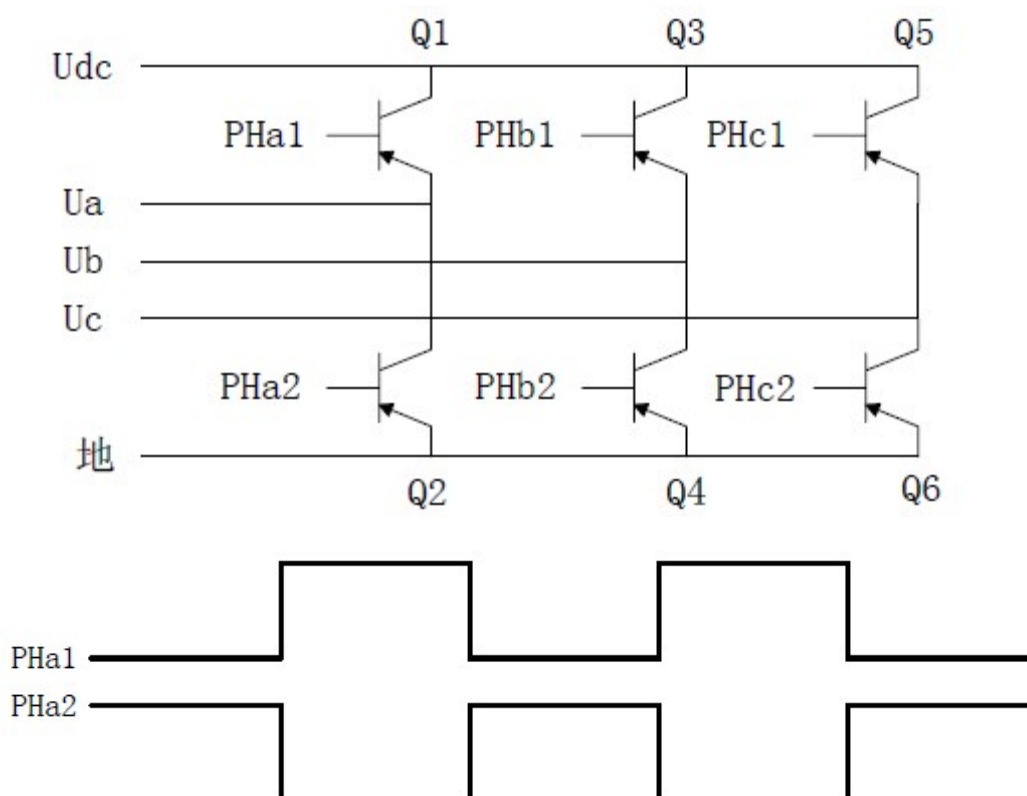 Q1 Q3 Q5
Udc
PHa1 PHb1 PHc1
Ua
Ub
Uc
PHa2 PHb2 PHc2
地
Q2 Q4 Q6
PHa1
PHa2